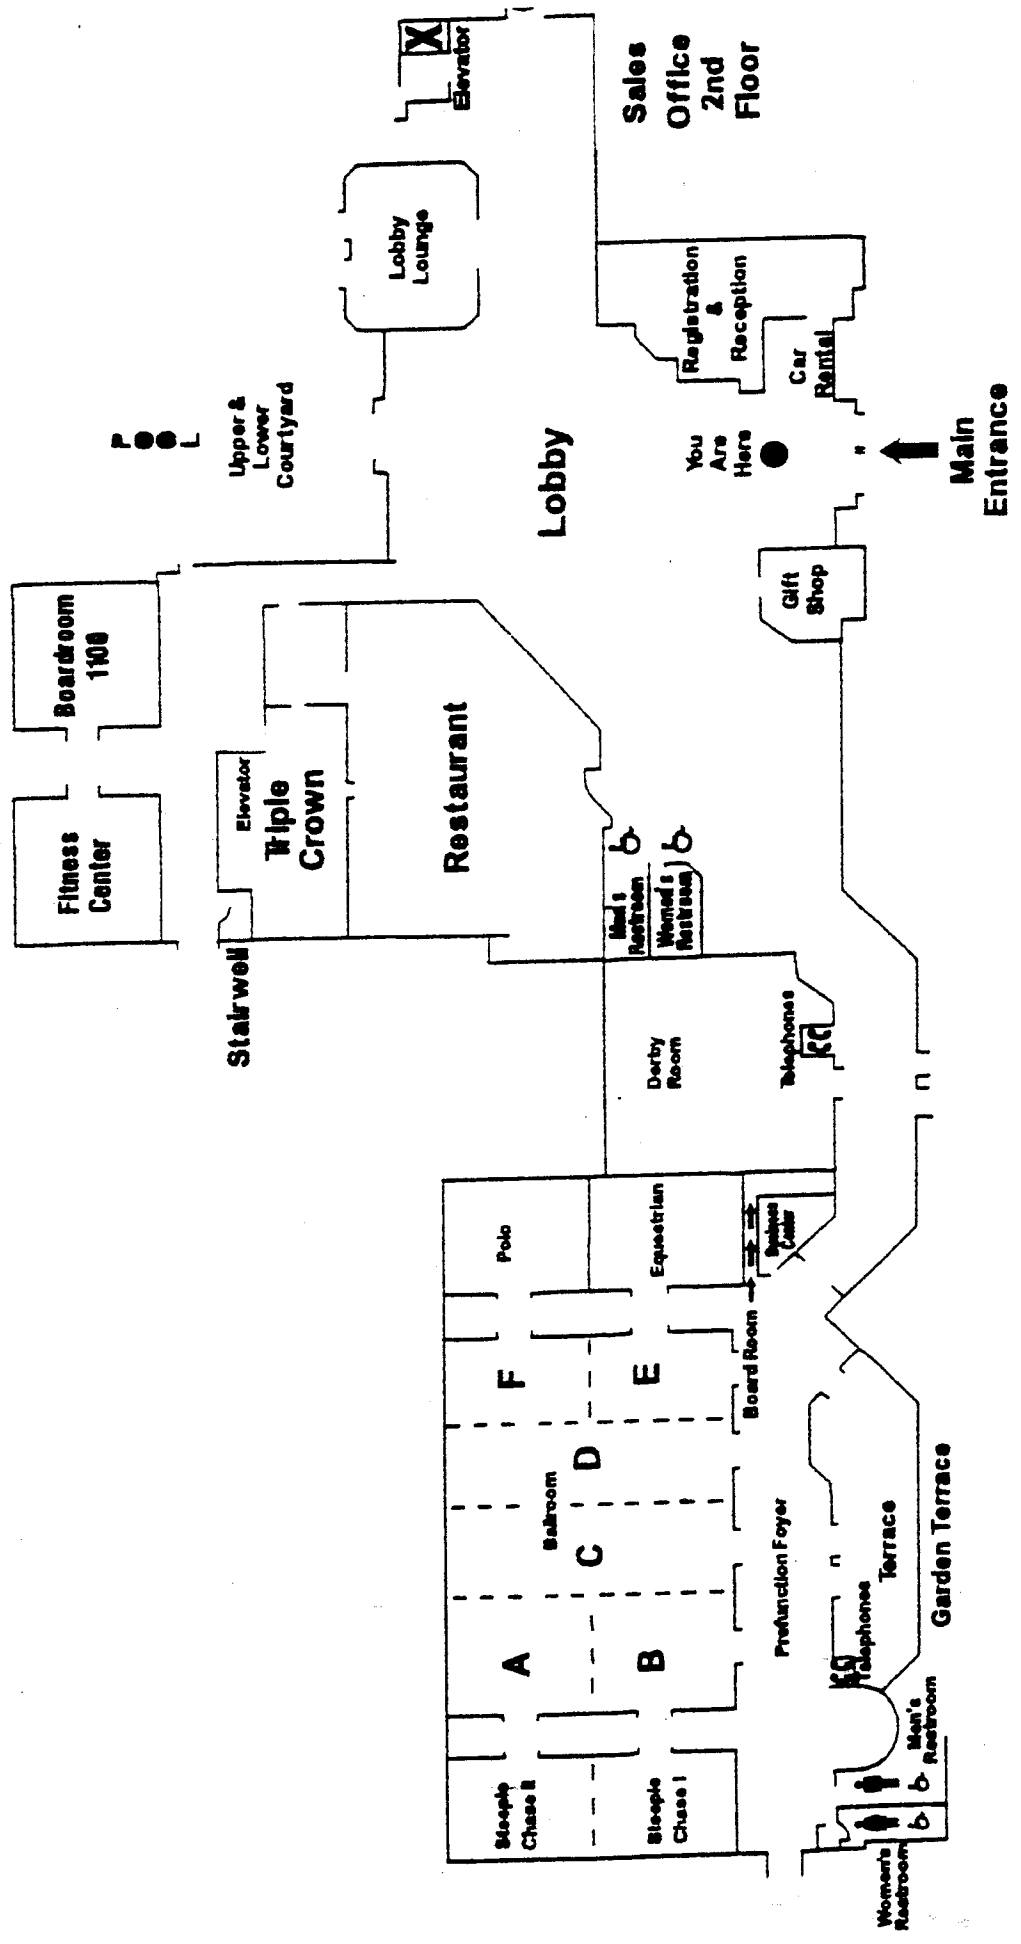 Elevator
Sales
Office
2nd
Floor
Lobby
Lounge
Registration
&
Reception
Car
Rental
POOL
Upper &
Lower
Courtyard
Lobby
You
Are
Here
Main
Entrance
Gift
Shop
Boardroom
1100
Fitness
Center
Elevator
Triple
Crown
Stairwell
Restaurant
Men's
Restroom
Women's
Restroom
Derby
Room
Telephones
Polo
Equestrian
Business
Center
Board Room
F
E
D
Ballroom
C
A
B
Prefunction Foyer
Terrace
Garden Terrace
Telephones
Steeple
Chase II
Steeple
Chase I
Men's
Restroom
Women's
Restroom